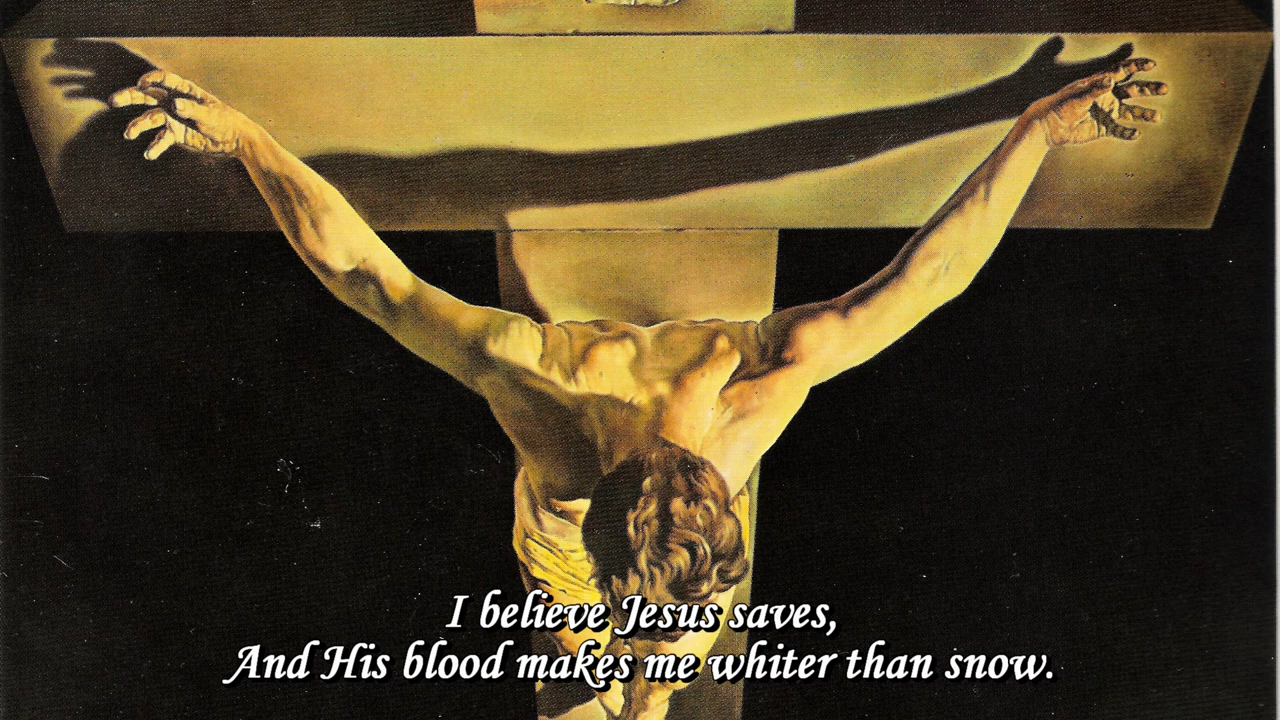 I believe Jesus saves,
And His blood makes me whiter than snow.